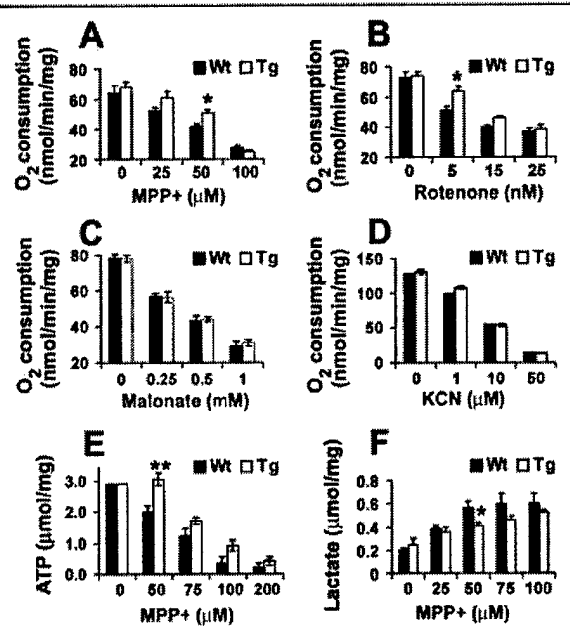 A
O2 consumption
(nmol/min/mg)
80
60
40
20
■ Wt □ Tg
*
0 25 50 100
MPP+ (μM)
B
O2 consumption
(nmol/min/mg)
80
60
40
20
■ Wt □ Tg
*
0 5 15 25
Rotenone (nM)
C
O2 consumption
(nmol/min/mg)
80
60
40
20
■ Wt □ Tg
0 0.25 0.5 1
Malonate (mM)
D
O2 consumption
(nmol/min/mg)
150
100
50
0
■ Wt □ Tg
0 1 10 50
KCN (μM)
E
ATP (μmol/mg)
3.0
2.0
1.0
0.0
**
■ Wt □ Tg
0 50 75 100 200
MPP+ (μM)
F
Lactate (μmol/mg)
0.8
0.6
0.4
0.2
0
■ Wt □ Tg
*
0 25 50 75 100
MPP+ (μM)